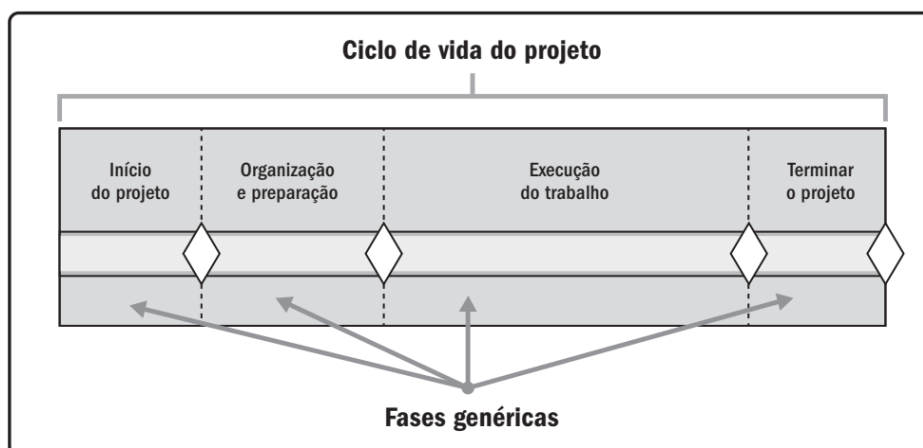 Ciclo de vida do projeto
Início
do projeto
Organização
e preparação
Execução
do trabalho
Terminar
o projeto
Fases genéricas